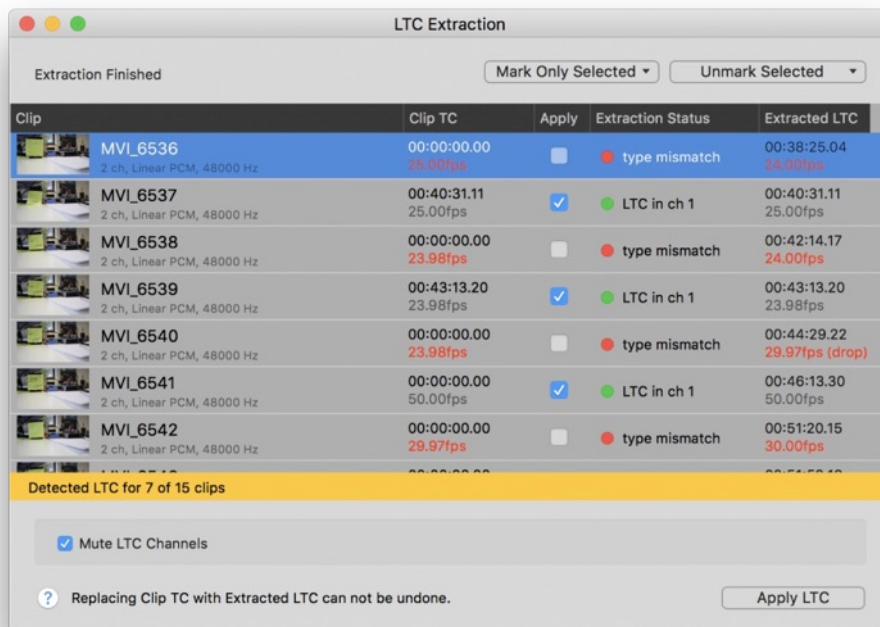 LTC Extraction
Extraction Finished
Mark Only Selected
Unmark Selected
Clip Clip TC Apply Extraction Status Extracted LTC
MVI_6536 00:00:00.00 type mismatch 00:38:25.04
2 ch, Linear PCM, 48000 Hz 25.00fps 24.00fps
MVI_6537 00:40:31.11 LTC in ch 1 00:40:31.11
2 ch, Linear PCM, 48000 Hz 25.00fps 25.00fps
MVI_6538 00:00:00.00 type mismatch 00:42:14.17
2 ch, Linear PCM, 48000 Hz 23.98fps 24.00fps
MVI_6539 00:43:13.20 LTC in ch 1 00:43:13.20
2 ch, Linear PCM, 48000 Hz 23.98fps 23.98fps
MVI_6540 00:00:00.00 type mismatch 00:44:29.22
2 ch, Linear PCM, 48000 Hz 23.98fps 29.97fps (drop)
MVI_6541 00:00:00.00 LTC in ch 1 00:46:13.30
2 ch, Linear PCM, 48000 Hz 50.00fps 50.00fps
MVI_6542 00:00:00.00 type mismatch 00:51:20.15
2 ch, Linear PCM, 48000 Hz 29.97fps 30.00fps
Detected LTC for 7 of 15 clips
Mute LTC Channels
? Replacing Clip TC with Extracted LTC can not be undone.
Apply LTC